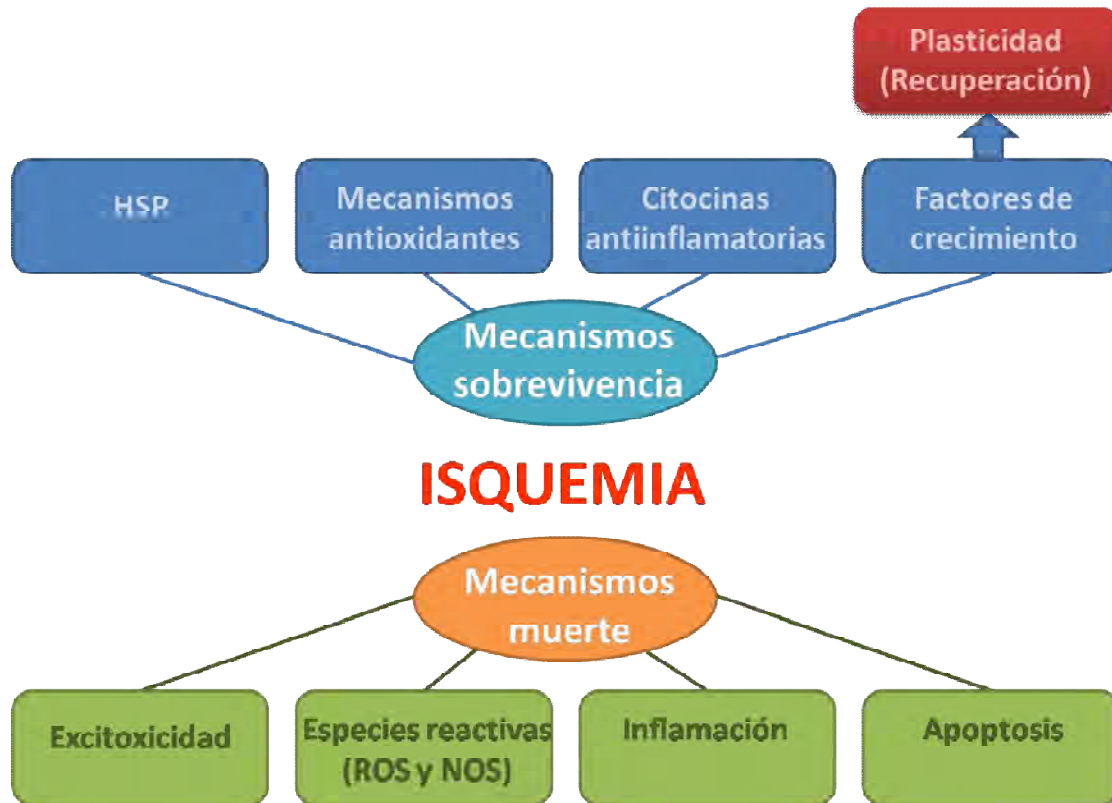 Plasticidad
(Recuperación)
HSP
Mecanismos
antioxidantes
Citocinas
antiinflamatorias
Factores de
crecimiento
Mecanismos
sobrevivencia
ISQUEMIA
Mecanismos
muerte
Excitoxicidad
Especies reactivas
(ROS y NOS)
Inflamación
Apoptosis